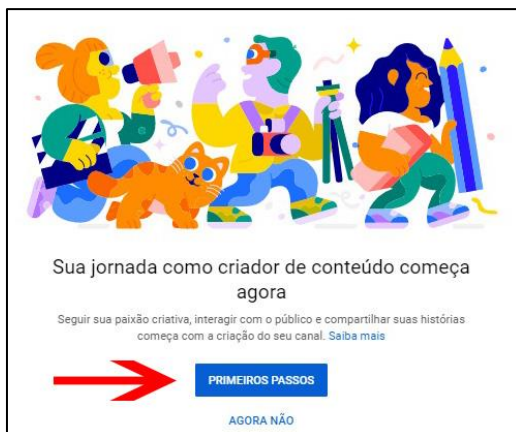 Sua jornada como criador de conteúdo começa
agora
Seguir sua paixão criativa, interagir com o público e compartilhar suas histórias
começa com a criação do seu canal. Saiba mais
PRIMEIROS PASSOS
AGORA NÃO